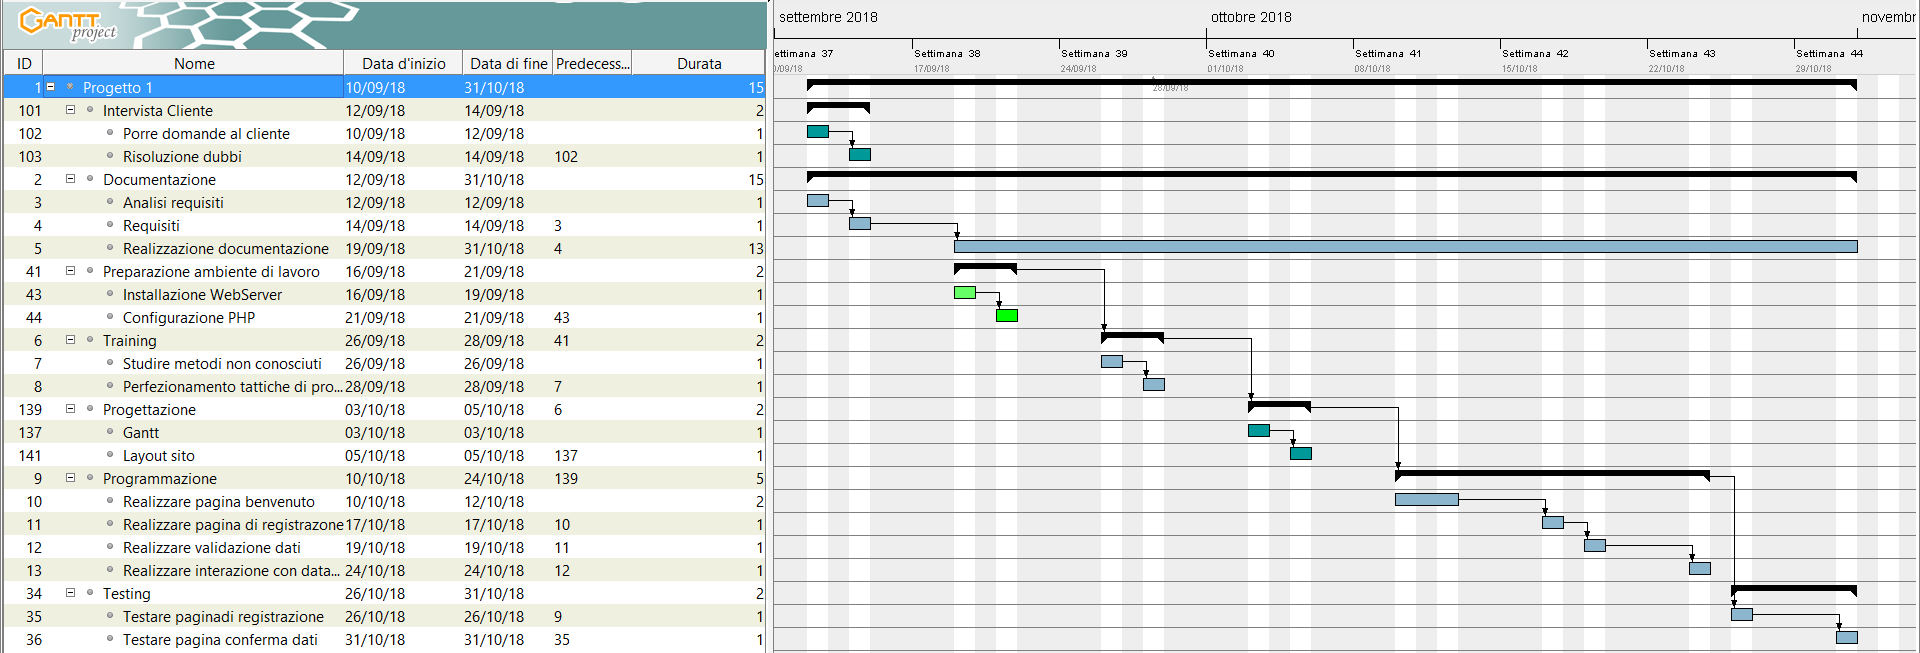 GANTT
project
settembre 2018 ottobre 2018 novembr
ettimana 37 Settimana 38 Settimana 39 Settimana 40 Settimana 41 Settimana 42 Settimana 43 Settimana 44
0/09/18 17/09/18 24/09/18 01/10/18 08/10/18 15/10/18 22/10/18 29/10/18
28/09/18
ID Nome Data d'inizio Data di fine Predecess... Durata
1 Progetto 1 10/09/18 31/10/18 15
101 Intervista Cliente 12/09/18 14/09/18 2
102 Porre domande al cliente 10/09/18 12/09/18 1
103 Risoluzione dubbi 14/09/18 14/09/18 102 1
2 Documentazione 12/09/18 31/10/18 15
3 Analisi requisiti 12/09/18 12/09/18 1
4 Requisiti 14/09/18 14/09/18 3 1
5 Realizzazione documentazione 19/09/18 31/10/18 4 13
41 Preparazione ambiente di lavoro 16/09/18 21/09/18 2
43 Installazione WebServer 16/09/18 19/09/18 1
44 Configurazione PHP 21/09/18 21/09/18 43 1
6 Training 26/09/18 28/09/18 41 2
7 Studire metodi non consciuti 26/09/18 26/09/18 1
8 Perfezionamento tattiche di pro... 28/09/18 28/09/18 7 1
139 Progettazione 03/10/18 05/10/18 6 2
137 Gantt 03/10/18 03/10/18 1
141 Layout sito 05/10/18 05/10/18 137 1
9 Programmazione 10/10/18 24/10/18 139 5
10 Realizzare pagina benvenuto 10/10/18 12/10/18 2
11 Realizzare pagina di registrazone 17/10/18 17/10/18 10 1
12 Realizzare validazione dati 19/10/18 19/10/18 11 1
13 Realizzare interazione con data... 24/10/18 24/10/18 12 1
34 Testing 26/10/18 31/10/18 2
35 Testare paginadi registrazione 26/10/18 26/10/18 9 1
36 Testare pagina conferma dati 31/10/18 31/10/18 35 1